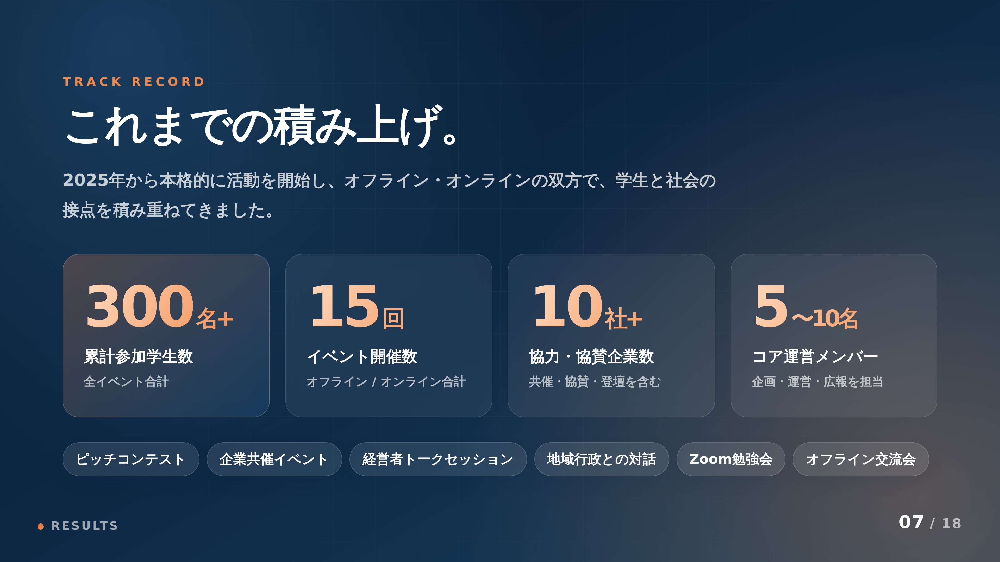 TRACK RECORD
これまでの積み上げ。
2025年から本格的に活動を開始し、オフライン・オンラインの双方で、学生と社会の
接点を積み重ねてきました。
300名+
累計参加学生数
全イベント合計
15回
イベント開催数
オフライン / オンライン合計
10社+
協力・協賛企業数
共催・協賛・登壇を含む
5〜10名
コア運営メンバー
企画・運営・広報を担当
ピッチコンテスト
企業共催イベント
経営者トークセッション
地域行政との対話
Zoom勉強会
オフライン交流会
RESULTS
07 / 18